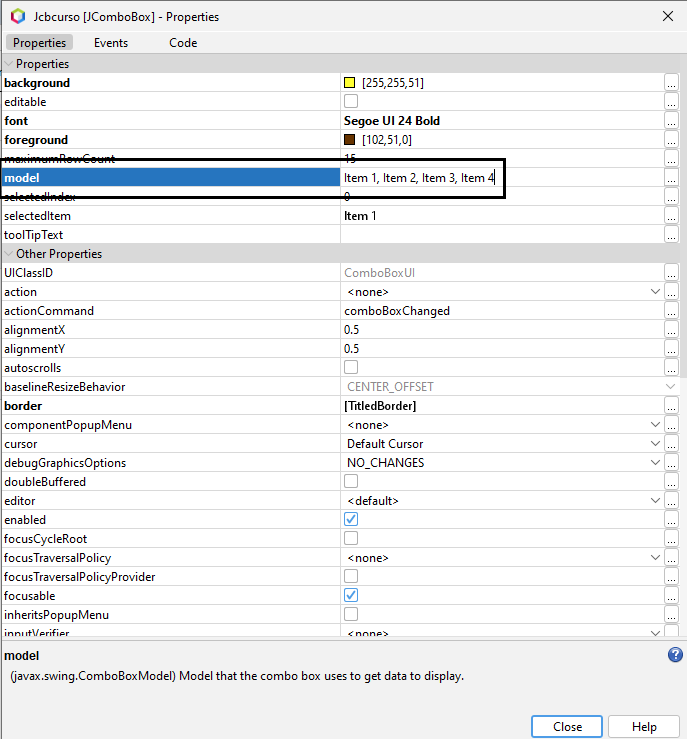 Jcbcurso [JComboBox] - Properties
Properties Events Code
Properties
background [255,255,51] ...
editable ...
font Segoe UI 24 Bold ...
foreground [102,51,0] ...
maximumRowCount 15 ...
model Item 1, Item 2, Item 3, Item 4 ...
selectedIndex 0 ...
selectedItem Item 1 ...
toolTipText ...
Other Properties
UIClassID ComboBoxUI ...
action <none> ...
actionCommand comboBoxChanged ...
alignmentX 0.5 ...
alignmentY 0.5 ...
autoscrolls ...
baselineResizeBehavior CENTER_OFFSET
border [TitledBorder] ...
componentPopupMenu <none> ...
cursor Default Cursor ...
debugGraphicsOptions NO_CHANGES ...
doubleBuffered ...
editor <default> ...
enabled ...
focusCycleRoot ...
focusTraversalPolicy <none> ...
focusTraversalPolicyProvider ...
focusable ...
inheritsPopupMenu ...
inputVerifier <none> ...
model
(javax.swing.ComboBoxModel) Model that the combo box uses to get data to display.
Close Help